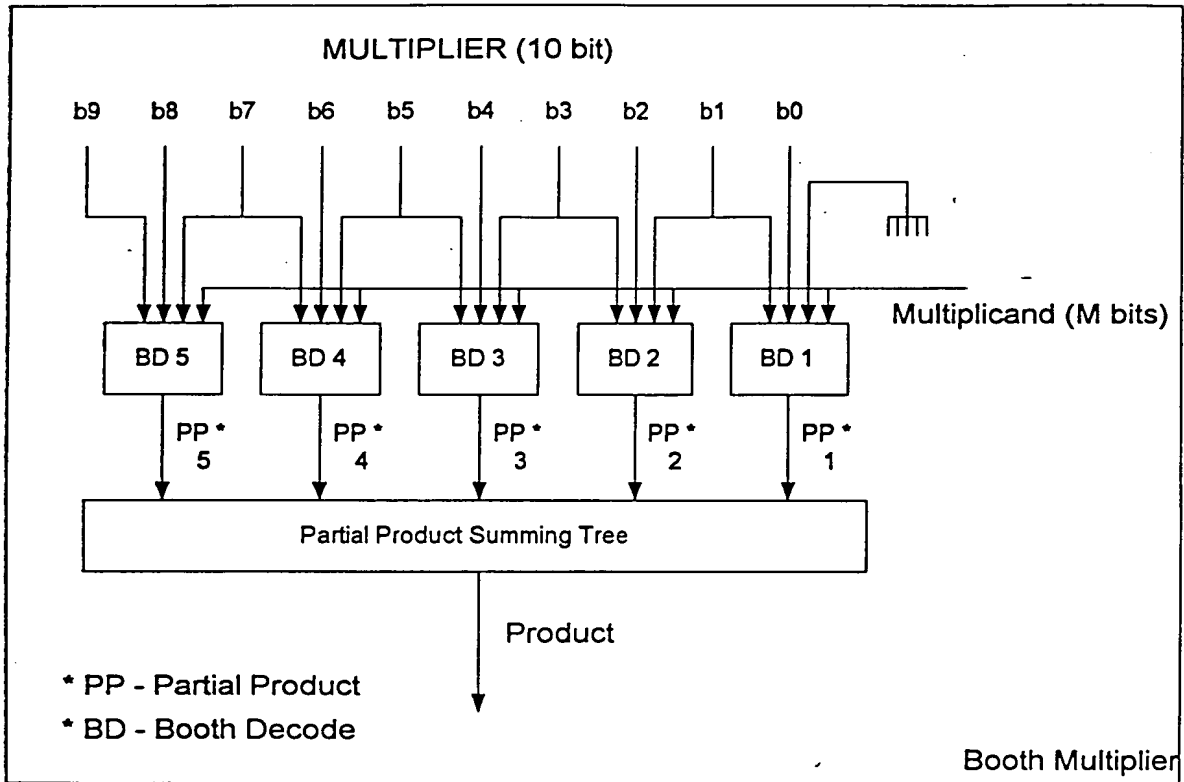 MULTIPLIER (10 bit)
b9 b8 b7 b6 b5 b4 b3 b2 b1 b0
Multiplicand (M bits)
BD 5 BD 4 BD 3 BD 2 BD 1
PP * PP * PP * PP * PP *
5 4 3 2 1
Partial Product Summing Tree
Product
* PP - Partial Product
* BD - Booth Decode
Booth Multiplier